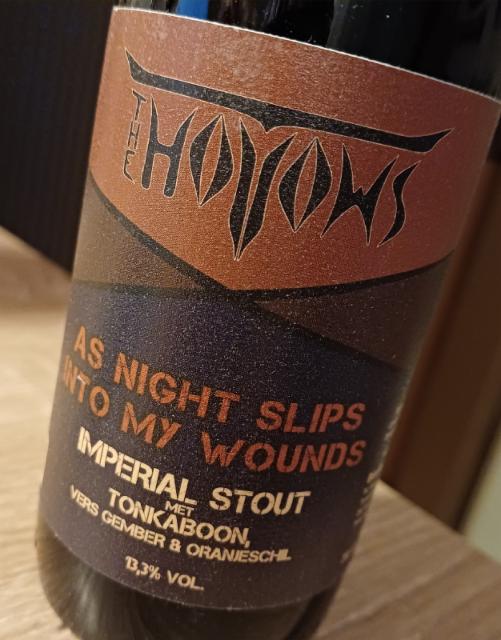 THE HOLLOWS
AS NIGHT SLIPS
INTO MY WOUNDS
IMPERIAL STOUT
MET
TONKABOON,
VERS GEMBER & ORANJESCHIL
13,3% VOL.